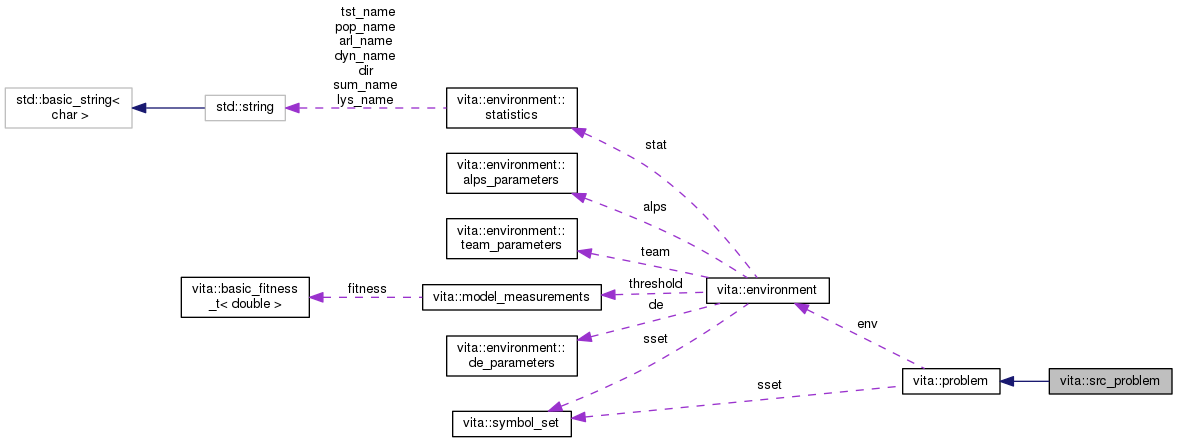 tst_name
pop_name
arl_name
dyn_name
dir
sum_name
lys_name
std::basic_string<
char >
std::string
vita::environment::
statistics
stat
vita::environment::
alps_parameters
alps
vita::environment::
team_parameters
team
vita::basic_fitness
_t< double >
fitness
vita::model_measurements
threshold
vita::environment
de
vita::environment::
de_parameters
sset
env
vita::problem
vita::src_problem
sset
vita::symbol_set